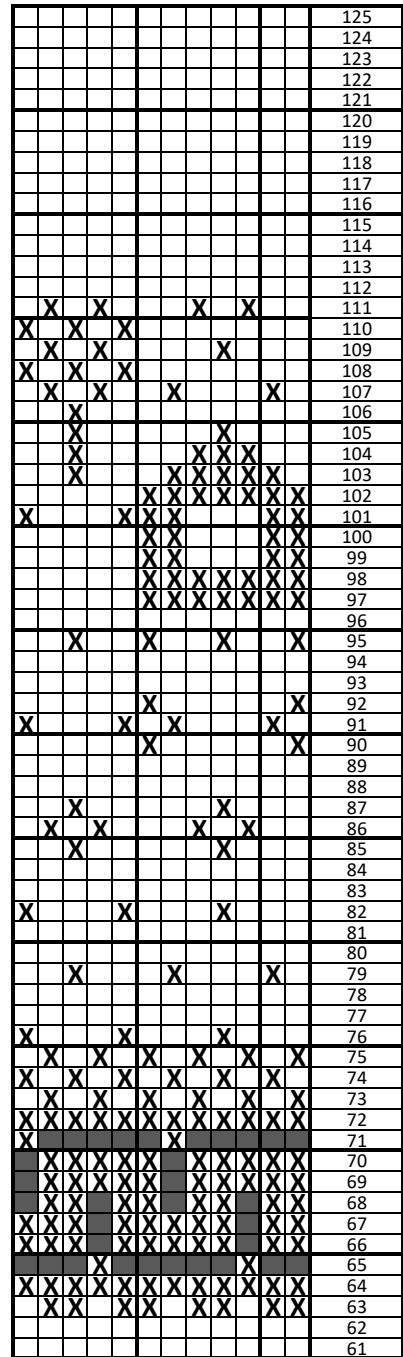 125
124
123
122
121
120
119
118
117
116
115
114
113
112
X X X X 111
X X X 110
X X X 109
X X X 108
X X X X 107
X 106
X X 105
X X X X 104
X X X X X X 103
X X X X X X X 102
X X X X X X 101
X X X X 100
X X X X 99
X X X X X X X 98
X X X X X X X 97
96
X X X X 95
94
93
X X 92
X X X X 91
X X 90
89
88
X X 87
X X X X 86
X X 85
84
83
X X X 82
81
80
X X X 79
78
77
X X X 76
X X X X X X 75
X X X X X X 74
X X X X X X 73
X X X X X X X X X X X X 72
X X 71
X X X X X X X X X X 70
X X X X X X X X X X 69
X X X X X X X X 68
X X X X X X X X X X 67
X X X X X X X X X X 66
X X 65
X X X X X X X X X X X X 64
X X X X X X X X 63
62
61